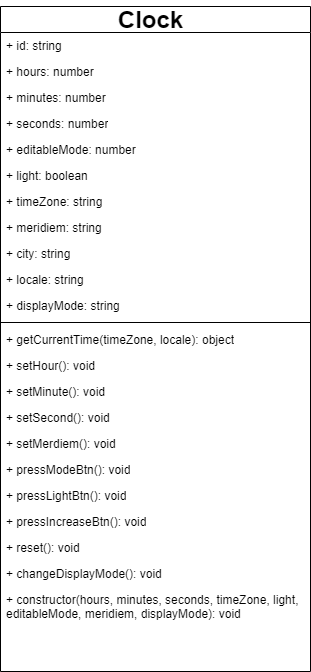 Clock
+ id: string
+ hours: number
+ minutes: number
+ seconds: number
+ editableMode: number
+ light: boolean
+ timeZone: string
+ meridiem: string
+ city: string
+ locale: string
+ displayMode: string
+ getCurrentTime(timeZone, locale): object
+ setHour(): void
+ setMinute(): void
+ setSecond(): void
+ setMerdiem(): void
+ pressModeBtn(): void
+ pressLightBtn(): void
+ pressIncreaseBtn(): void
+ reset(): void
+ changeDisplayMode(): void
+ constructor(hours, minutes, seconds, timeZone, light,
editableMode, meridiem, displayMode): void